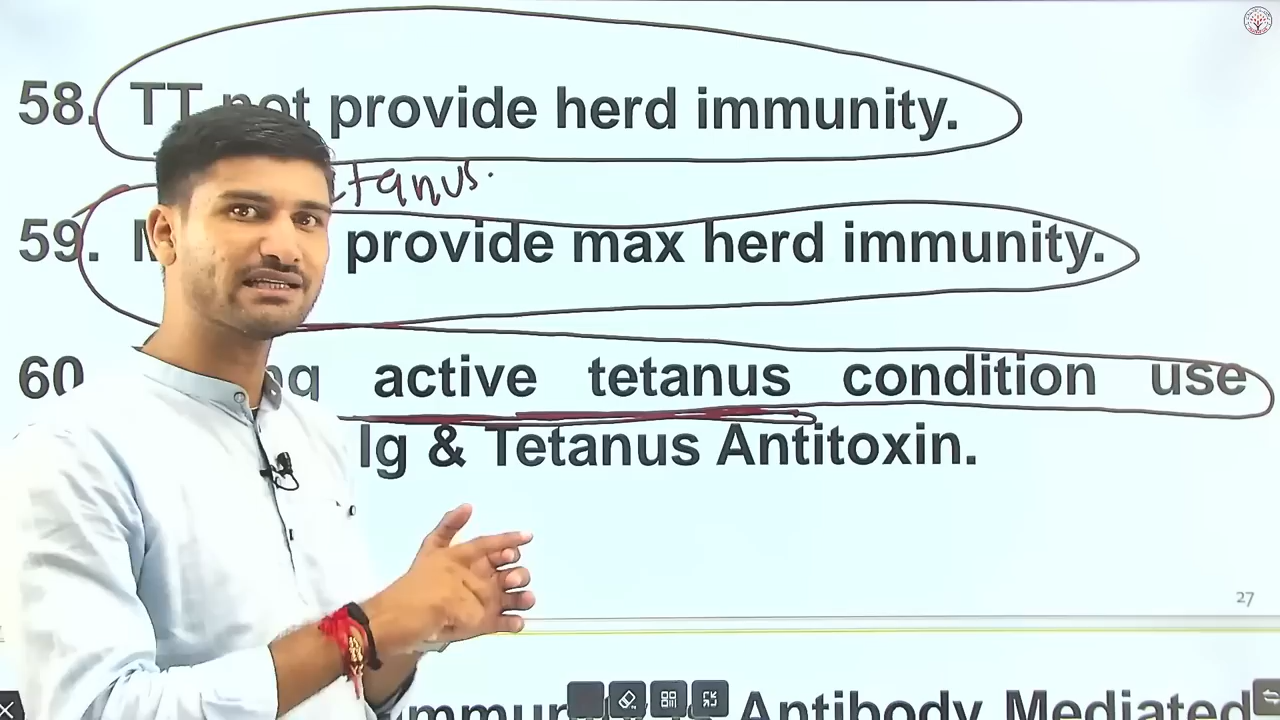 58. TT not provide herd immunity.
59. provide max herd immunity.
60 active tetanus condition use
Ig & Tetanus Antitoxin.
27
Antibody Mediated